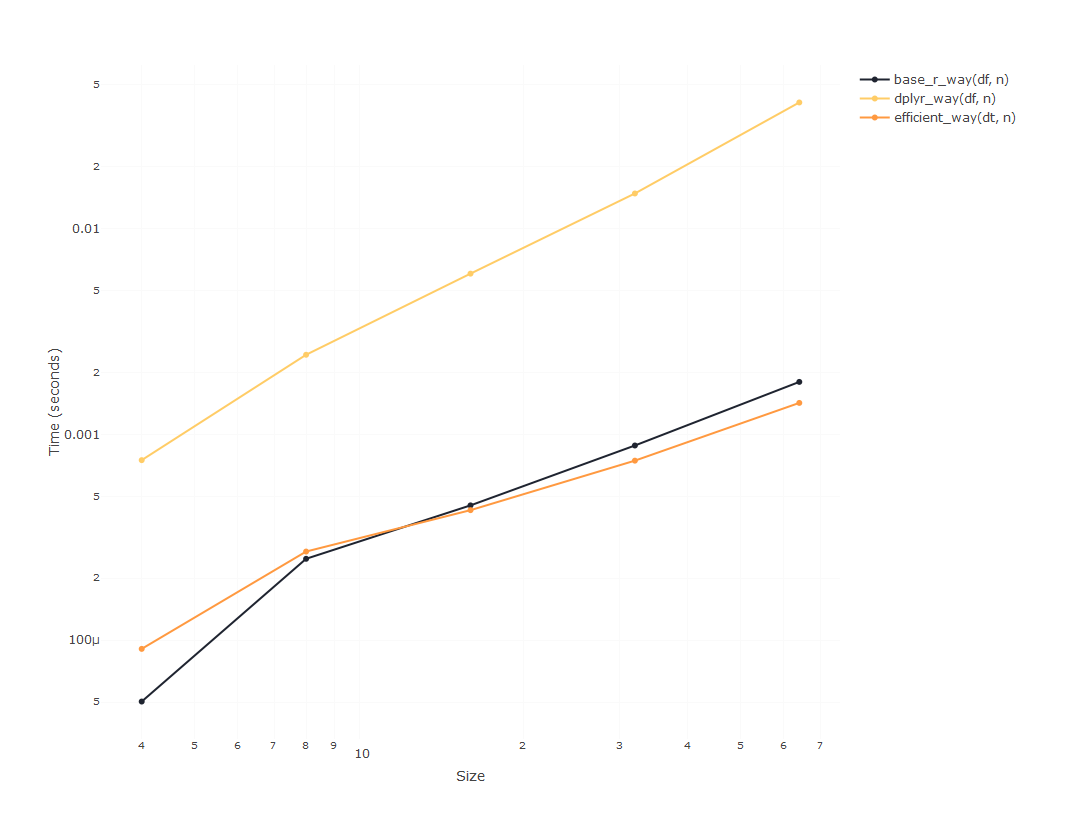 base_r_way(df, n)
dplyr_way(df, n)
efficient_way(dt, n)
5
2
0.01
5
2
0.001
5
2
100μ
5
Time (seconds)
4 5 6 7 8 9 10 2 3 4 5 6 7
Size